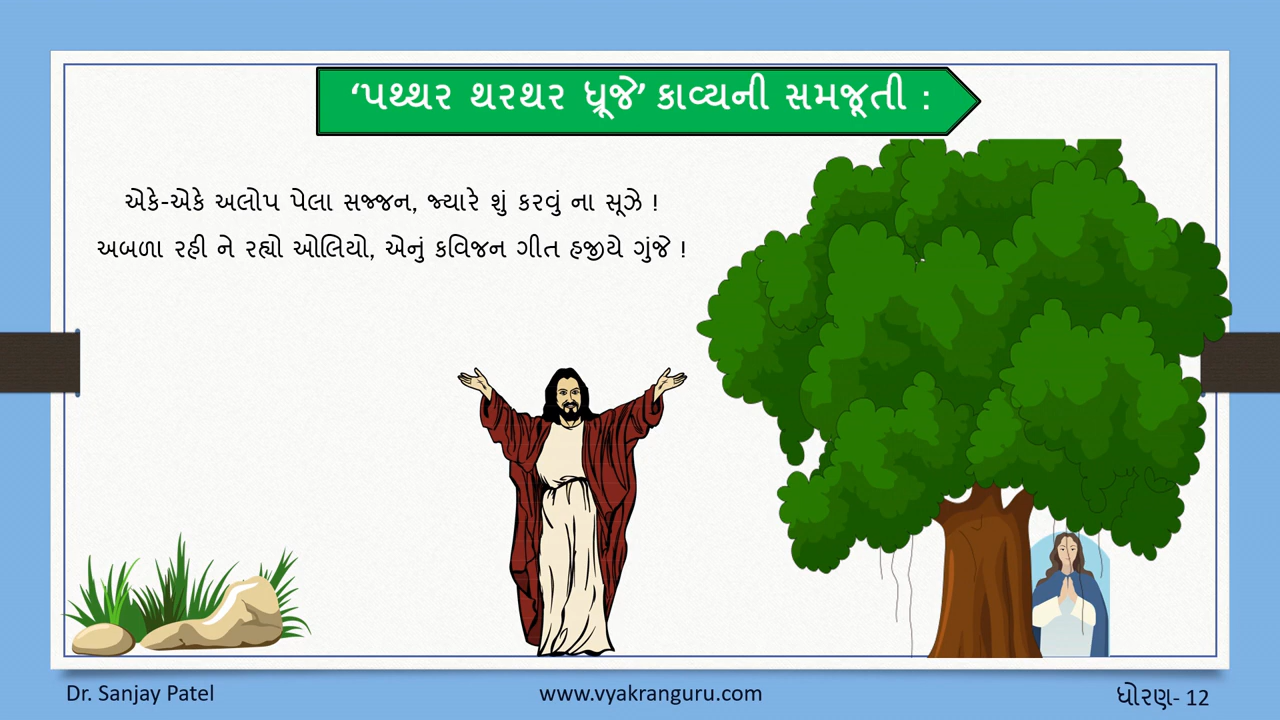 ‘પથ્થર થરથર ધ્રૂજે’ કાવ્યની સમજૂતી :
એકે-એકે અલોપ પેલા સજ્જન, જ્યારે શું કરવું ના સૂઝે !
અબળા રહી ને રહ્યો ઓલિયો, એનું કવિજન ગીત હજીયે ગુંજે !
Dr. Sanjay Patel
www.vyakranguru.com
ધોરણ- 12